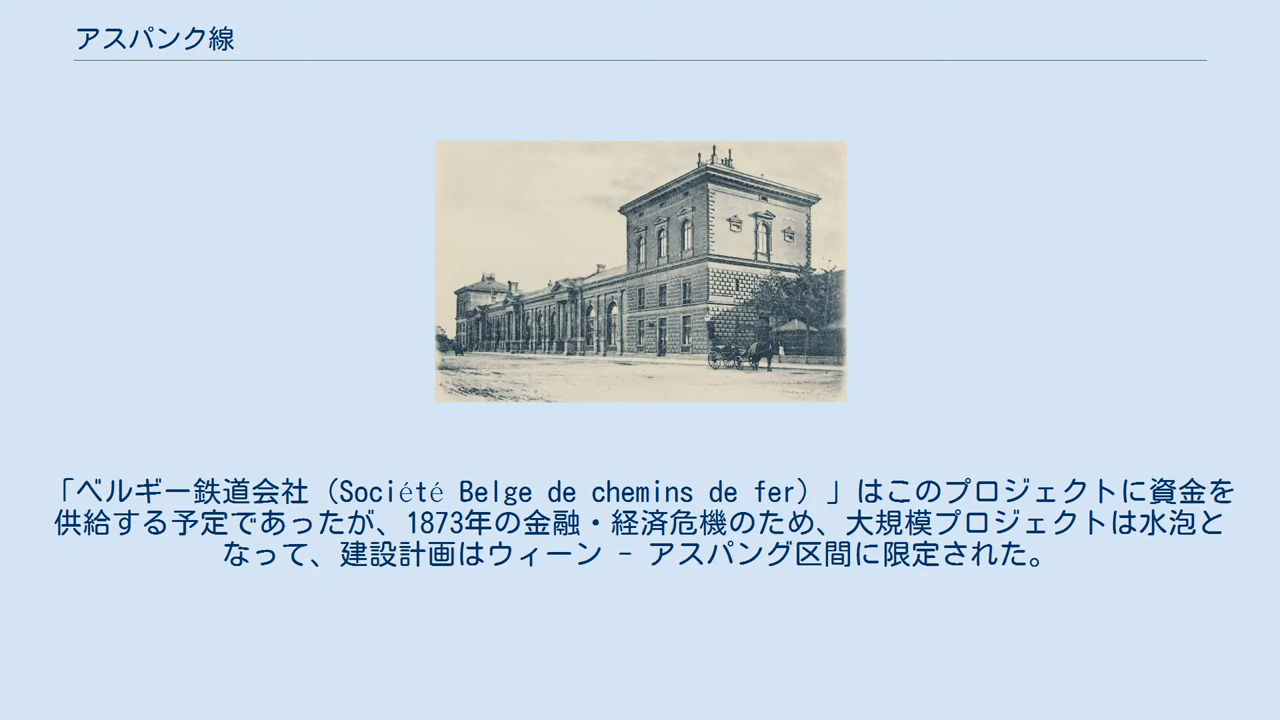 アスパンク線
「ベルギー鉄道会社（Société Belge de chemins de fer）」はこのプロジェクトに資金を
供給する予定であったが、1873年の金融・経済危機のため、大規模プロジェクトは水泡と
なって、建設計画はウィーン － アスパング区間に限定された。